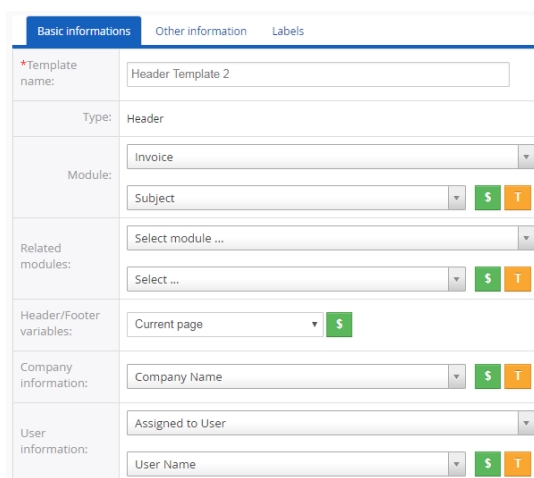 Basic informations Other information Labels
*Template
name:
Header Template 2
Type: Header
Module:
Invoice
Subject $ T
Related
modules:
Select module ...
Select ... $ T
Header/Footer
variables:
Current page $
Company
information:
Company Name $ T
User
information:
Assigned to User
User Name $ T